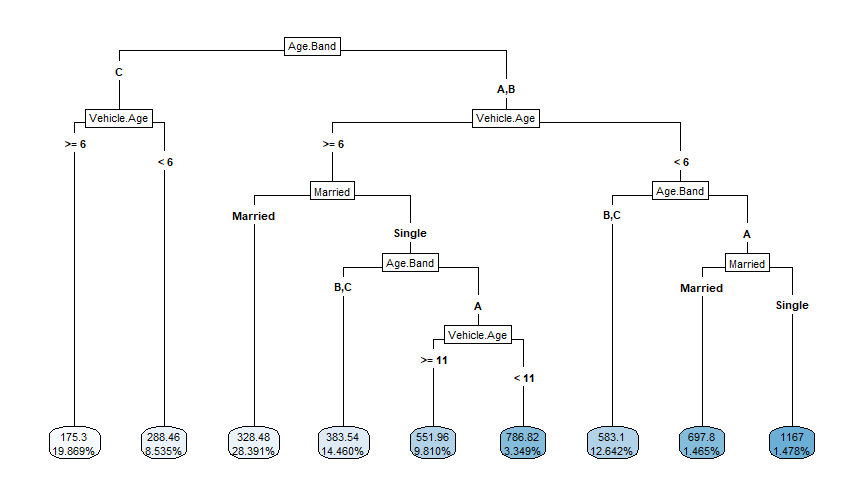 Age.Band
C
A,B
Vehicle.Age
Vehicle.Age
>= 6
< 6
>= 6
< 6
Married
Age.Band
Married
Single
B,C
A
Age.Band
Married
B,C
A
Married
Single
Vehicle.Age
>= 11
< 11
175.3
19.869%
288.46
8.535%
328.48
28.391%
383.54
14.460%
551.96
9.810%
786.82
3.349%
583.1
12.642%
697.8
1.465%
1167
1.478%